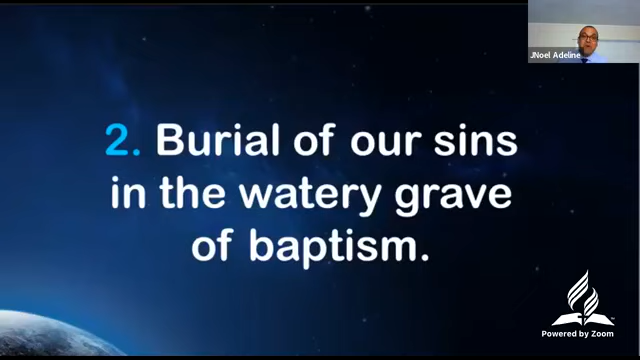 JNoel Adeline
2. Burial of our sins
in the watery grave
of baptism.
Powered by Zoom